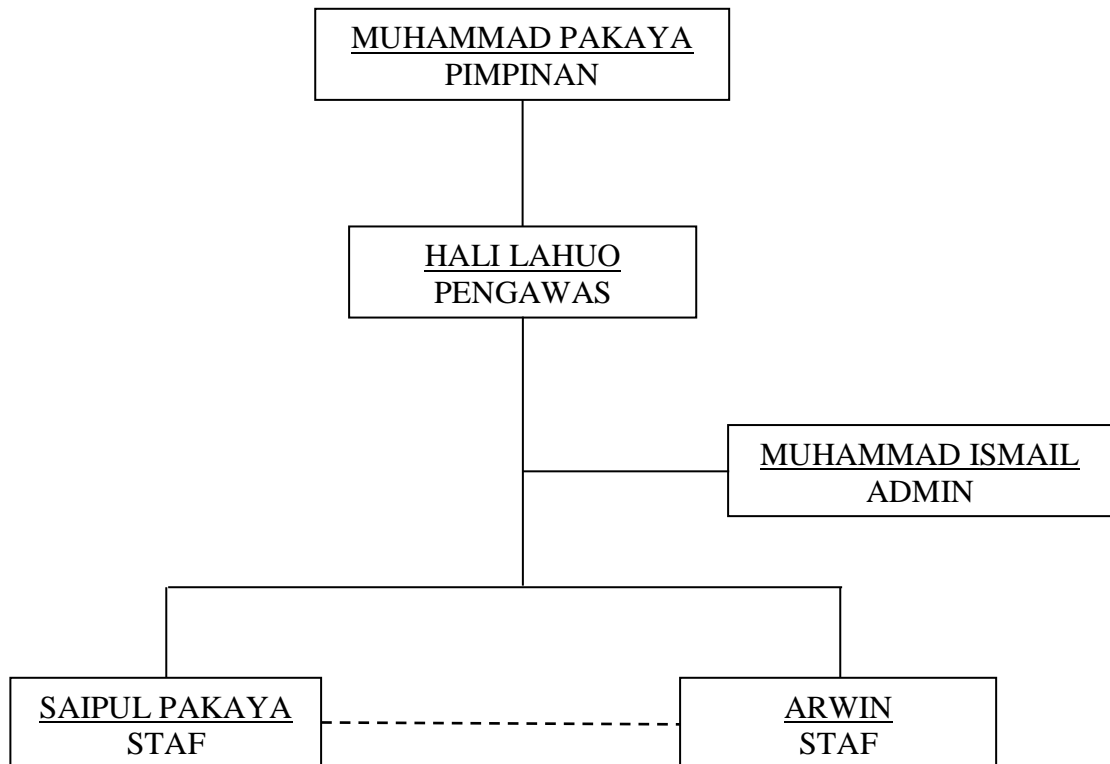 MUHAMMAD PAKAYA
PIMPINAN
HALI LAHUO
PENGAWAS
MUHAMMAD ISMAIL
ADMIN
SAIPUL PAKAYA
STAF
ARWIN
STAF